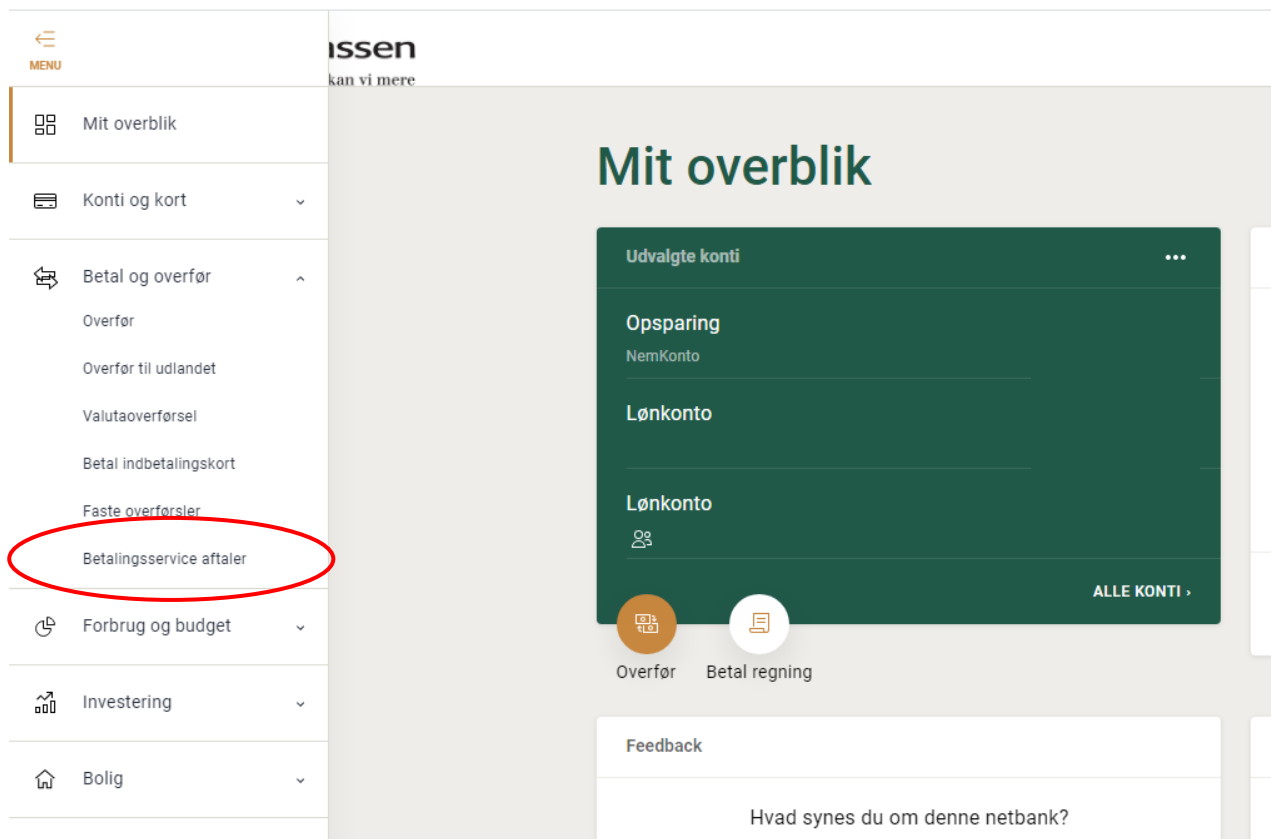 MENU
Mit overblik
Konti og kort
Betal og overfør
Overfør
Overfør til udlandet
Valutaoverførsel
Betal indbetalingskort
Faste overførsler
Betalingsservice aftaler
Forbrug og budget
Investering
Bolig
kan vi mere
Mit overblik
Udvalgte konti
Opsparing
NemKonto
Lønkonto
Lønkonto
ALLE KONTI ›
Overfør
Betal regning
Feedback
Hvad synes du om denne netbank?